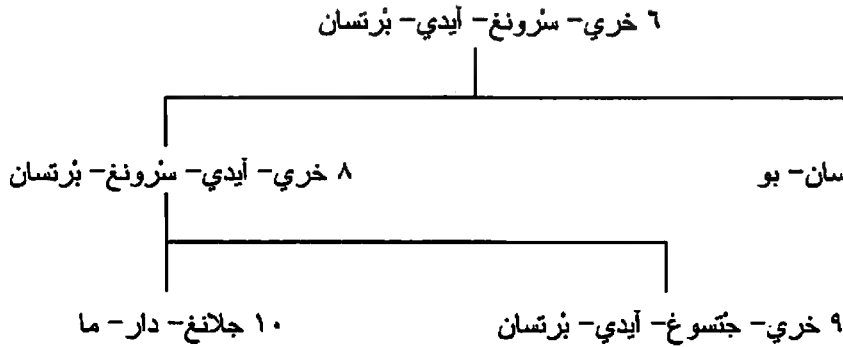 ٦ خري- سْرونغ- آيدي- بْرتسان
سان- بو
٨ خري- آيدي- سْرونغ- بْرتسان
٩ خري- جْتسوغ- آيدي- بْرتسان
١٠ جلانغ- دار- ما